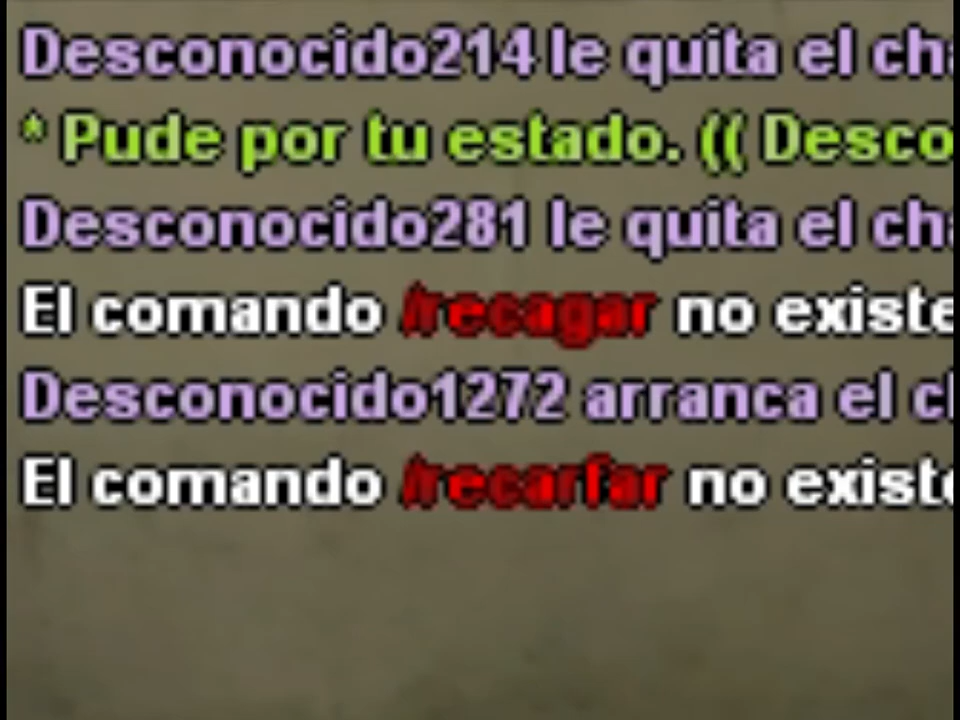 Desconocido214 le quita el
* Pude por tu estado. ((
Desconocido281 le quita el
El comando /recagar no existe
Desconocido1272 arranca el
El comando /recarfar no existe